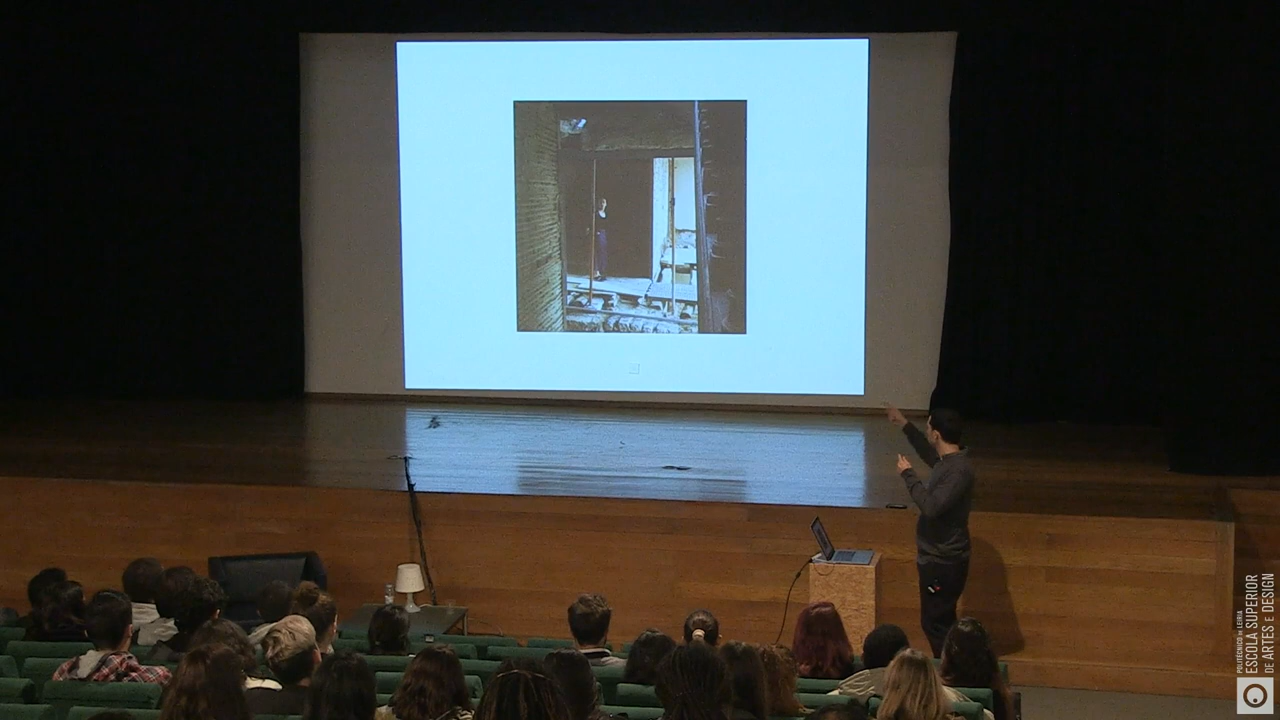 POLITÉCNICO DE LEIRIA
ESCOLA SUPERIOR
DE ARTES E DESIGN